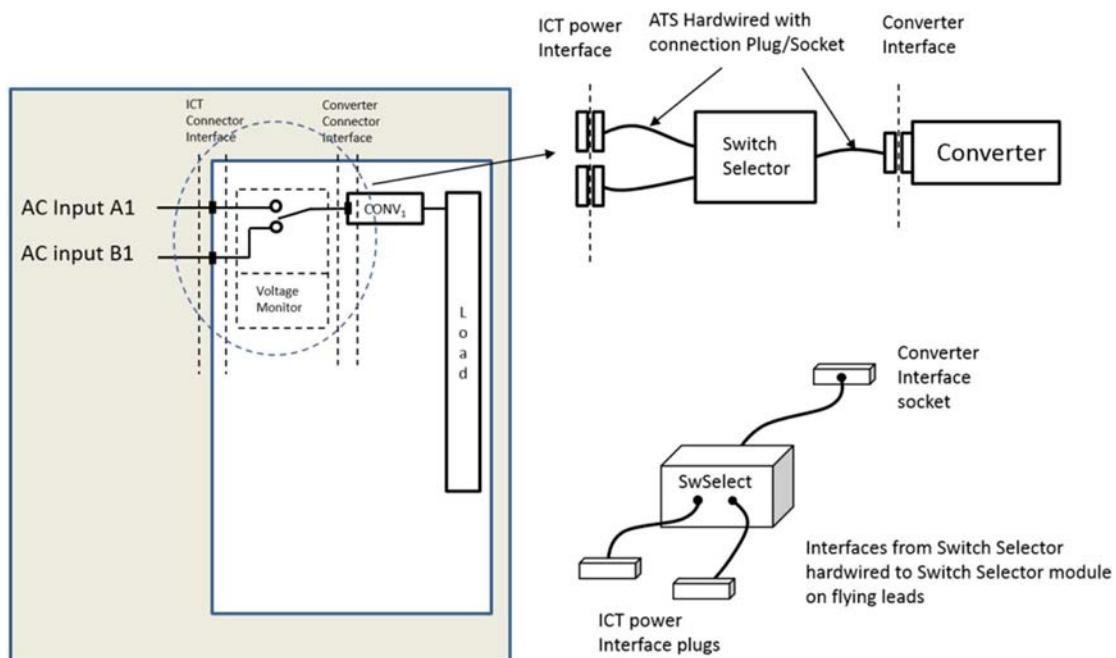 ICT
Connector
Interface
Converter
Connector
Interface
AC Input A1
AC input B1
CONV1
Voltage
Monitor
L
o
a
d
ICT power
Interface
ATS Hardwired with
connection Plug/Socket
Converter
Interface
Switch
Selector
Converter
Converter
Interface
socket
SwSelect
Interfaces from Switch Selector
hardwired to Switch Selector module
on flying leads
ICT power
Interface plugs